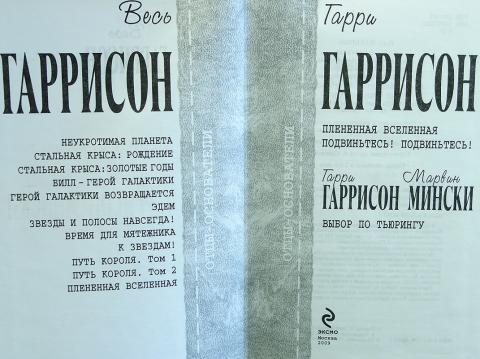 Весь
ГАРРИСОН
НЕУКРОТИМАЯ ПЛАНЕТА
СТАЛЬНАЯ КРЫСА: РОЖДЕНИЕ
СТАЛЬНАЯ КРЫСА:ЗОЛОТЫЕ ГОДЫ
БИЛЛ – ГЕРОЙ ГАЛАКТИКИ
ГЕРОЙ ГАЛАКТИКИ ВОЗВРАЩАЕТСЯ
ЭДЕМ
ЗВЕЗДЫ И ПОЛОСЫ НАВСЕГДА!
ВРЕМЯ ДЛЯ МЯТЕЖНИКА
К ЗВЕЗДАМ!
ПУТЬ КОРОЛЯ. Том 1
ПУТЬ КОРОЛЯ. Том 2
ПЛЕНЕННАЯ ВСЕЛЕННАЯ
ОТЦЫ-ОСНОВАТЕЛИ
ОТЦЫ-ОСНОВАТЕЛИ
Гарри
ГАРРИСОН
ПЛЕНЕННАЯ ВСЕЛЕННАЯ
ПОДВИНЬТЕСЬ! ПОДВИНЬТЕСЬ!
Гарри Марвин
ГАРРИСОН МИНСКИ
ВЫБОР ПО ТЬЮРИНГУ
ЭКСМО
Москва
2009